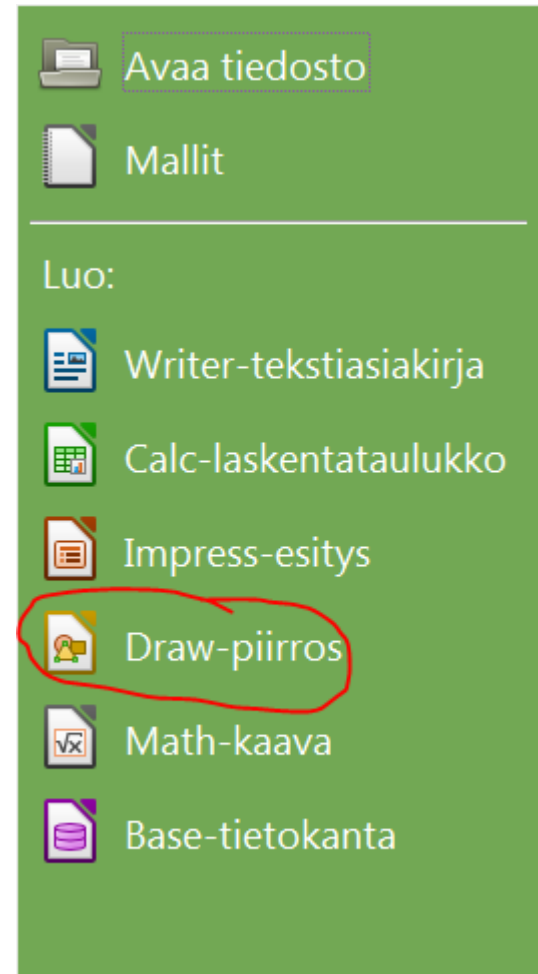 Avaa tiedosto
Mallit
Luo:
Writer-tekstiasiakirja
Calc-laskentataulukko
Impress-esitys
Draw-piirros
Math-kaava
Base-tietokanta